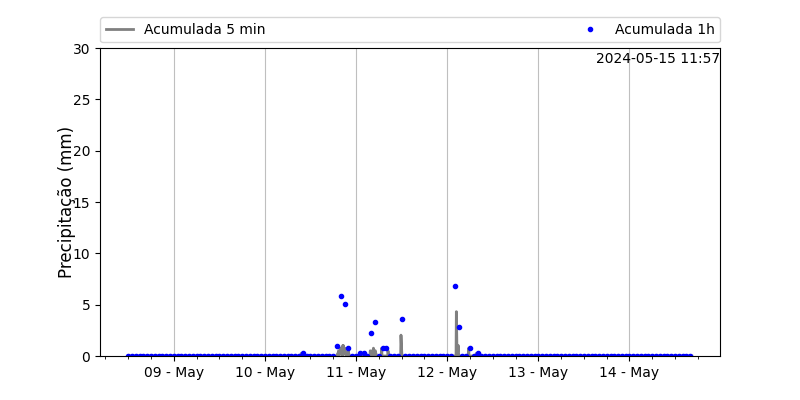 Acumulada 5 min
Acumulada 1h
2024-05-15 11:57
Precipitação (mm)
30
25
20
15
10
5
0
09 - May
10 - May
11 - May
12 - May
13 - May
14 - May